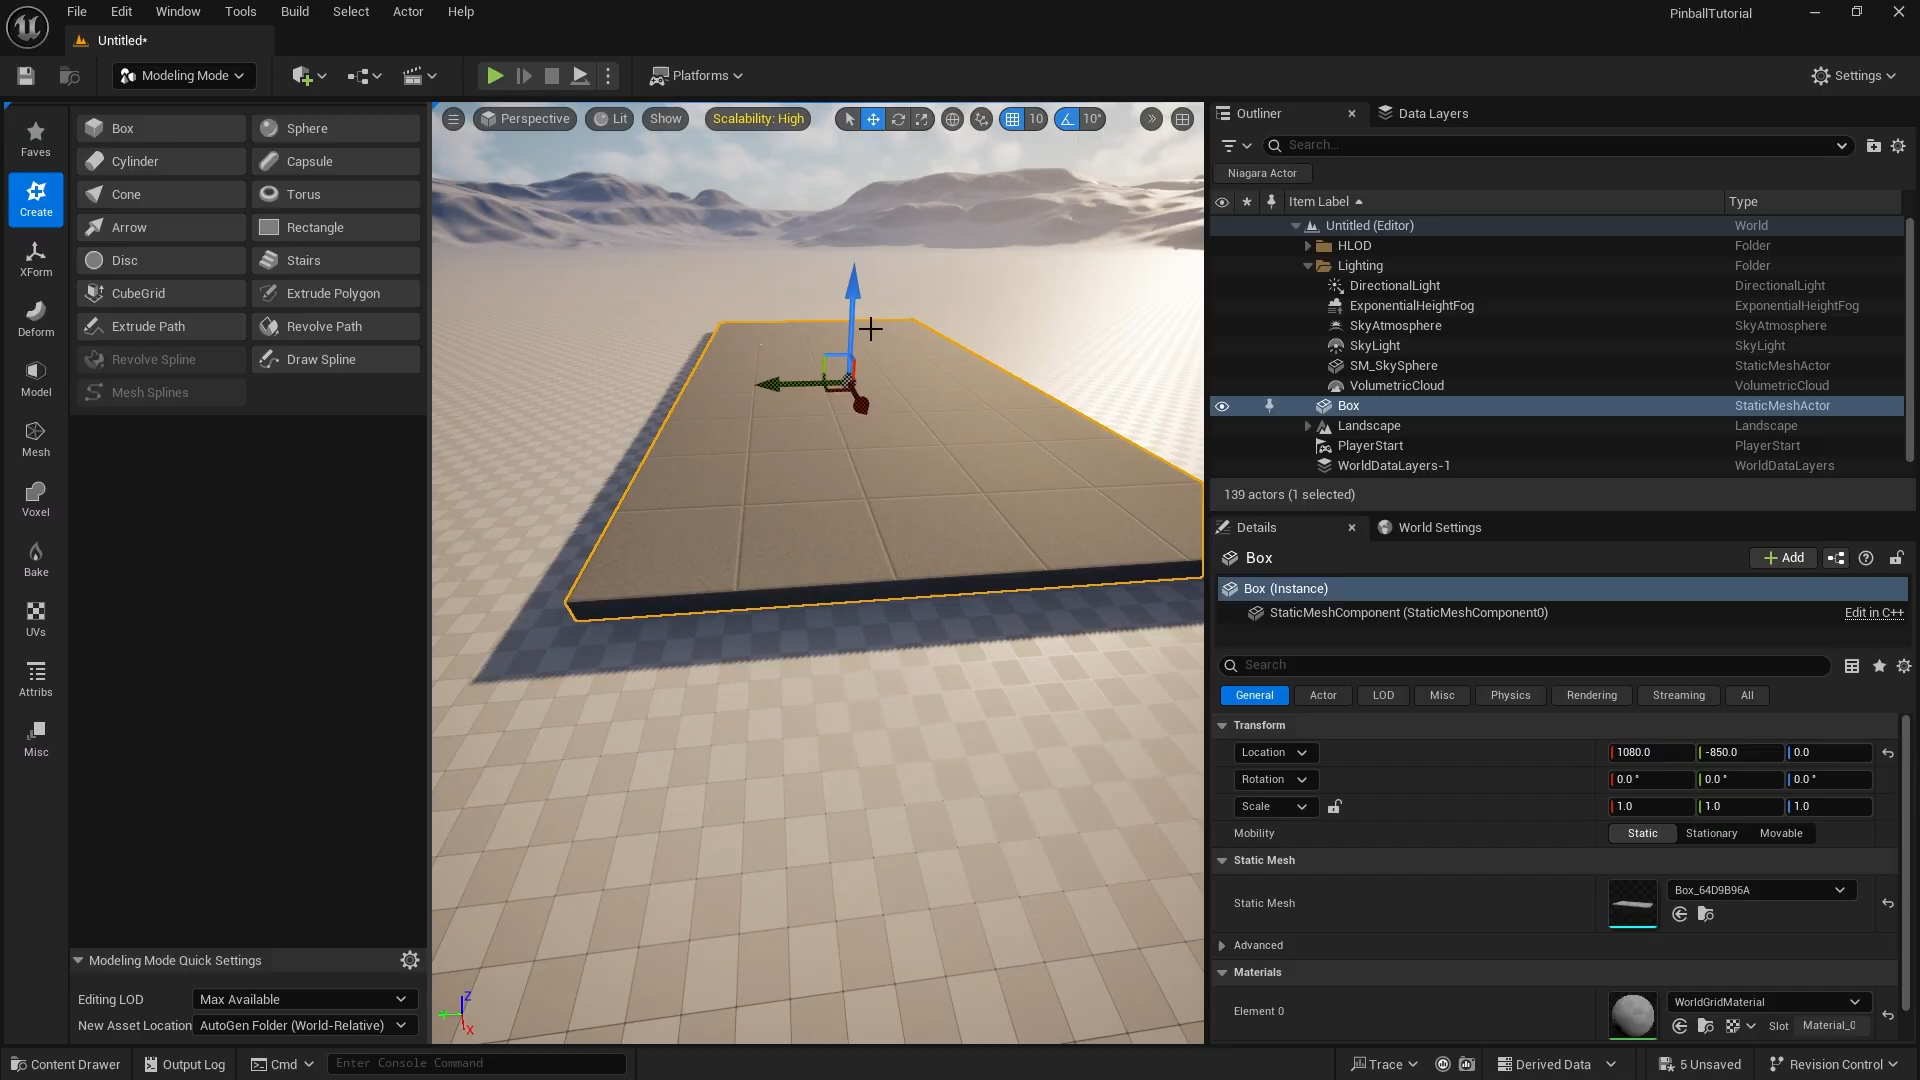 File Edit Window Tools Build Select Actor Help
PinballTutorial
Untitled*
Modeling Mode
Platforms
Settings
Faves
Create
XForm
Deform
Model
Mesh
Voxel
Bake
UVs
Attribs
Misc
Box Sphere
Cylinder Capsule
Cone Torus
Arrow Rectangle
Disc Stairs
CubeGrid Extrude Polygon
Extrude Path Revolve Path
Revolve Spline Draw Spline
Mesh Splines
Modeling Mode Quick Settings
Editing LOD Max Available
New Asset Location AutoGen Folder (World-Relative)
Perspective Lit Show Scalability: High 10 10°
Z
Y
X
Outliner Data Layers
Search...
Niagara Actor
Item Label Type
Untitled (Editor) World
HLOD Folder
Lighting Folder
DirectionalLight DirectionalLight
ExponentialHeightFog ExponentialHeightFog
SkyAtmosphere SkyAtmosphere
SkyLight SkyLight
SM_SkySphere StaticMeshActor
VolumetricCloud VolumetricCloud
Box StaticMeshActor
Landscape Landscape
PlayerStart PlayerStart
WorldDataLayers-1 WorldDataLayers
139 actors (1 selected)
Details World Settings
Box Add
Box (Instance)
StaticMeshComponent (StaticMeshComponent0) Edit in C++
Search
General Actor LOD Misc Physics Rendering Streaming All
Transform
Location 1080.0 -850.0 0.0
Rotation 0.0 ° 0.0 ° 0.0 °
Scale 1.0 1.0 1.0
Mobility Static Stationary Movable
Static Mesh
Static Mesh Box_64D9B96A
Advanced
Materials
Element 0 WorldGridMaterial
Slot Material_0
Content Drawer Output Log Cmd Enter Console Command Trace Derived Data 5 Unsaved Revision Control